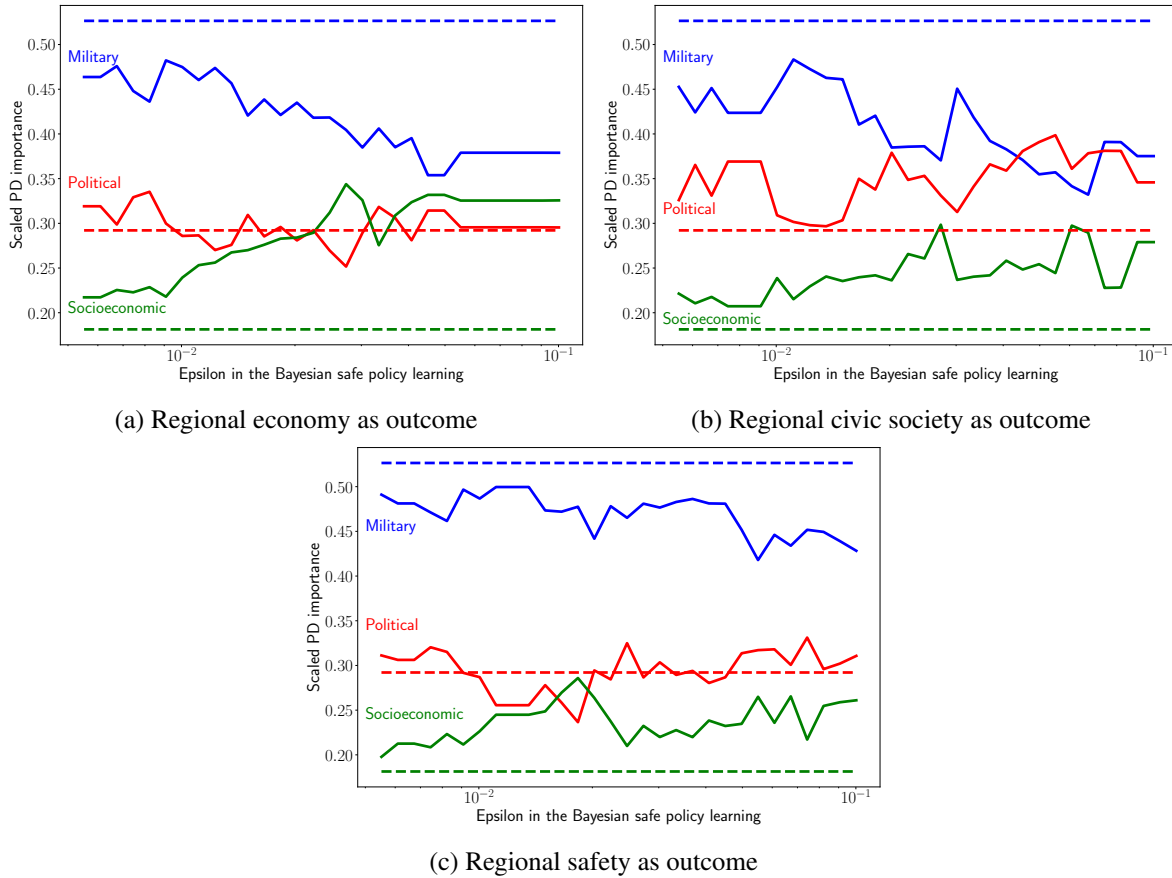 0.50
0.45
0.40
0.35
0.30
0.25
0.20
Scaled PD importance
Military
Political
Socioeconomic
10⁻²
10⁻¹
Epsilon in the Bayesian safe policy learning
(a) Regional economy as outcome
0.50
0.45
0.40
0.35
0.30
0.25
0.20
Scaled PD importance
Military
Political
Socioeconomic
10⁻²
10⁻¹
Epsilon in the Bayesian safe policy learning
(b) Regional civic society as outcome
0.50
0.45
0.40
0.35
0.30
0.25
0.20
Scaled PD importance
Military
Political
Socioeconomic
10⁻²
10⁻¹
Epsilon in the Bayesian safe policy learning
(c) Regional safety as outcome